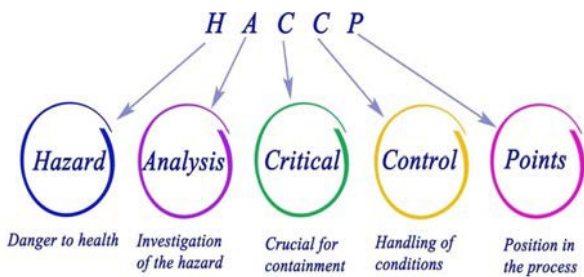 H A C C P
Hazard
Analysis
Critical
Control
Points
Danger to health
Investigation
of the hazard
Crucial for
containment
Handling of
conditions
Position in
the process